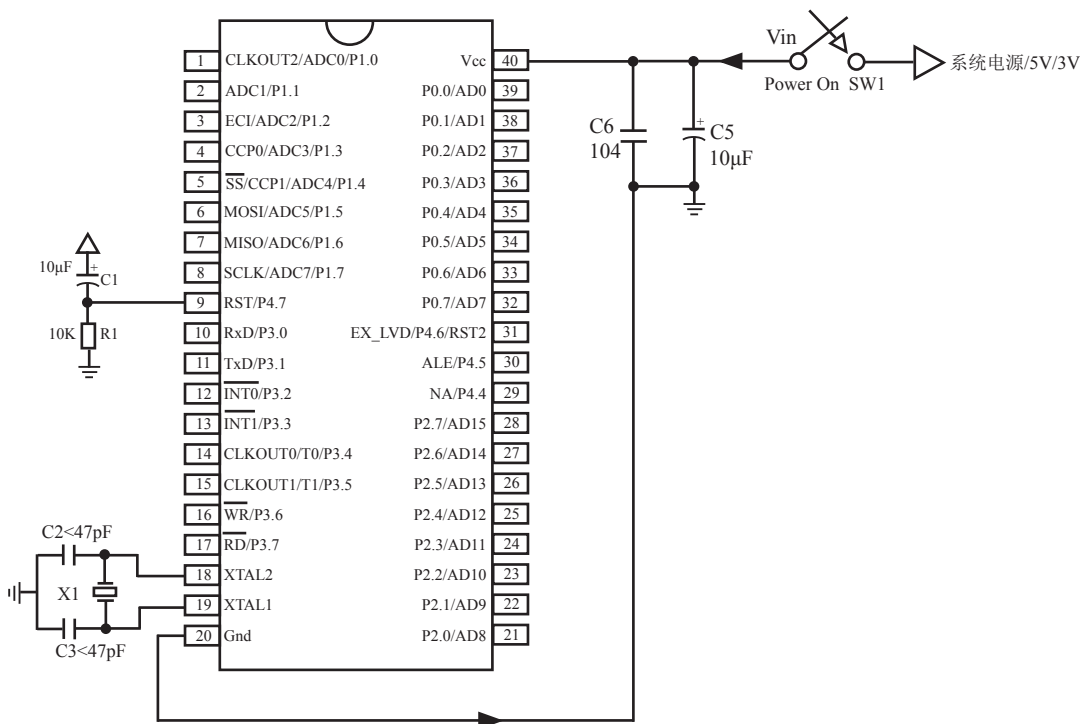 1 CLKOUT2/ADC0/P1.0
2 ADC1/P1.1
3 ECI/ADC2/P1.2
4 CCP0/ADC3/P1.3
5 SS/CCP1/ADC4/P1.4
6 MOSI/ADC5/P1.5
7 MISO/ADC6/P1.6
8 SCLK/ADC7/P1.7
9 RST/P4.7
10 RxD/P3.0
11 TxD/P3.1
12 INT0/P3.2
13 INT1/P3.3
14 CLKOUT0/T0/P3.4
15 CLKOUT1/T1/P3.5
16 WR/P3.6
17 RD/P3.7
18 XTAL2
19 XTAL1
20 Gnd
Vcc 40
P0.0/AD0 39
P0.1/AD1 38
P0.2/AD2 37
P0.3/AD3 36
P0.4/AD4 35
P0.5/AD5 34
P0.6/AD6 33
P0.7/AD7 32
EX_LVD/P4.6/RST2 31
ALE/P4.5 30
NA/P4.4 29
P2.7/AD15 28
P2.6/AD14 27
P2.5/AD13 26
P2.4/AD12 25
P2.3/AD11 24
P2.2/AD10 23
P2.1/AD9 22
P2.0/AD8 21
10μF + C1
10K R1
C2<47pF
X1
C3<47pF
Vin
Power On SW1
系统电源/5V/3V
C6
104
+ C5
10μF